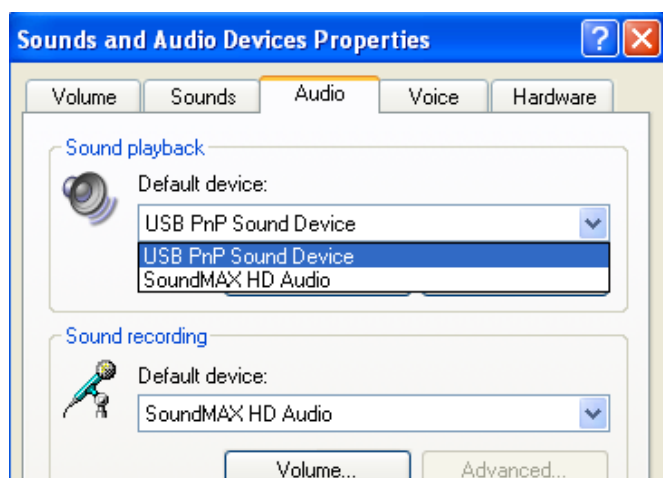 Sounds and Audio Devices Properties
Volume Sounds Audio Voice Hardware
Sound playback
Default device:
USB PnP Sound Device
USB PnP Sound Device
SoundMAX HD Audio
Sound recording
Default device:
SoundMAX HD Audio
Volume... Advanced...